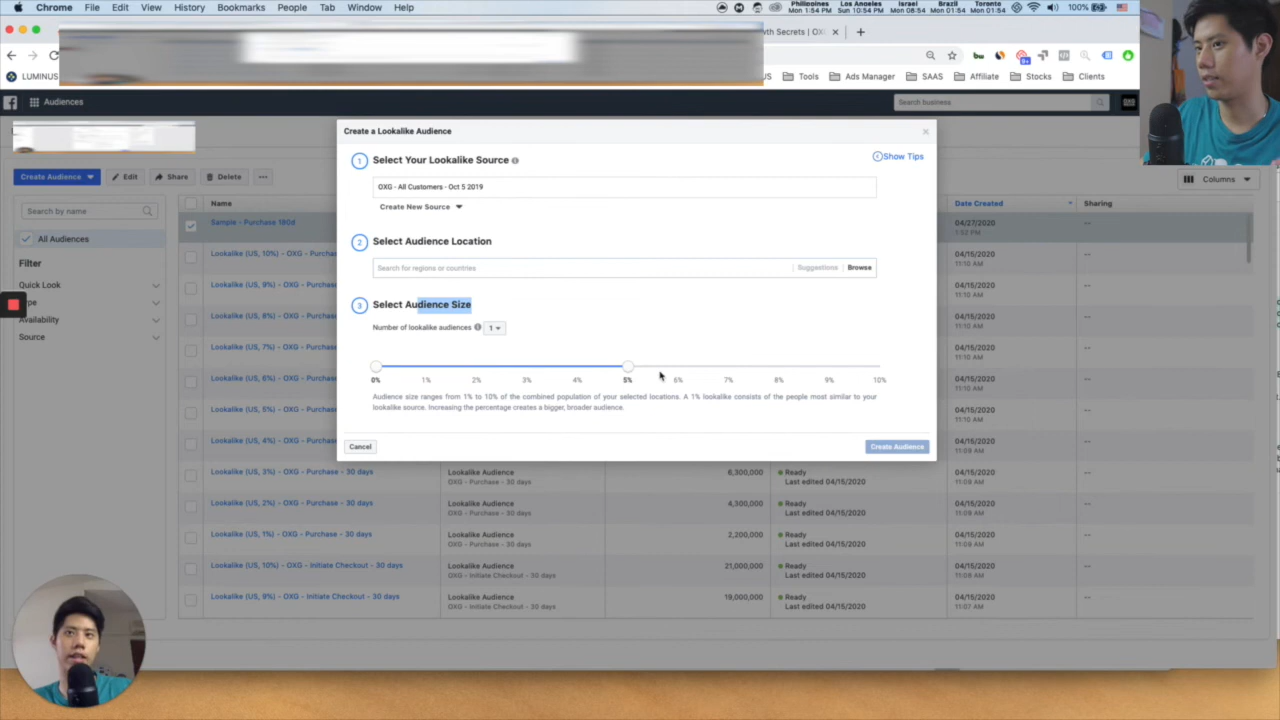 Chrome File Edit View History Bookmarks People Tab Window Help
Philippines Mon 1:54 PM Los Angeles Sun 10:54 PM Israel Mon 08:54 Brazil Mon 01:54 Toronto Mon 01:54 100%
th Secrets | OX
LUMINUS
US Tools Ads Manager SAAS Affiliate Stocks Clients
Audiences
Search business
Create a Lookalike Audience
1 Select Your Lookalike Source
Show Tips
OXG - All Customers - Oct 5 2019
Create New Source
2 Select Audience Location
Search for regions or countries Suggestions Browse
3 Select Audience Size
Number of lookalike audiences 1
0% 1% 2% 3% 4% 5% 6% 7% 8% 9% 10%
Audience size ranges from 1% to 10% of the combined population of your selected locations. A 1% lookalike consists of the people most similar to your
lookalike source. Increasing the percentage creates a bigger, broader audience.
Cancel Create Audience
Create Audience Edit Share Delete ...
Columns
Search by name
All Audiences
Filter
Quick Look
Type
Availability
Source
Name Date Created Sharing
Sample - Purchase 180d 04/27/2020 --
1:52 PM
Lookalike (US, 10%) - OXG - Purchas 04/15/2020 --
11:10 AM
Lookalike (US, 9%) - OXG - Purchas 04/15/2020 --
11:10 AM
Lookalike (US, 8%) - OXG - Purchas 04/15/2020 --
11:10 AM
Lookalike (US, 7%) - OXG - Purchas 04/15/2020 --
11:10 AM
Lookalike (US, 6%) - OXG - Purchas 04/15/2020 --
11:10 AM
Lookalike (US, 5%) - OXG - Purchas 04/15/2020 --
11:10 AM
Lookalike (US, 4%) - OXG - Purchas 04/15/2020 --
11:09 AM
Lookalike (US, 3%) - OXG - Purchase - 30 days Lookalike Audience 6,300,000 Ready 04/15/2020 --
OXG - Purchase - 30 days Last edited 04/15/2020 11:09 AM
Lookalike (US, 2%) - OXG - Purchase - 30 days Lookalike Audience 4,300,000 Ready 04/15/2020 --
OXG - Purchase - 30 days Last edited 04/15/2020 11:09 AM
Lookalike (US, 1%) - OXG - Purchase - 30 days Lookalike Audience 2,200,000 Ready 04/15/2020 --
OXG - Purchase - 30 days Last edited 04/15/2020 11:09 AM
Lookalike (US, 10%) - OXG - Initiate Checkout - 30 days Lookalike Audience 21,000,000 Ready 04/15/2020 --
OXG - Initiate Checkout - 30 days Last edited 04/15/2020 11:08 AM
Lookalike (US, 9%) - OXG - Initiate Checkout - 30 days Lookalike Audience 19,000,000 Ready 04/15/2020 --
OXG - Initiate Checkout - 30 days Last edited 04/15/2020 11:07 AM